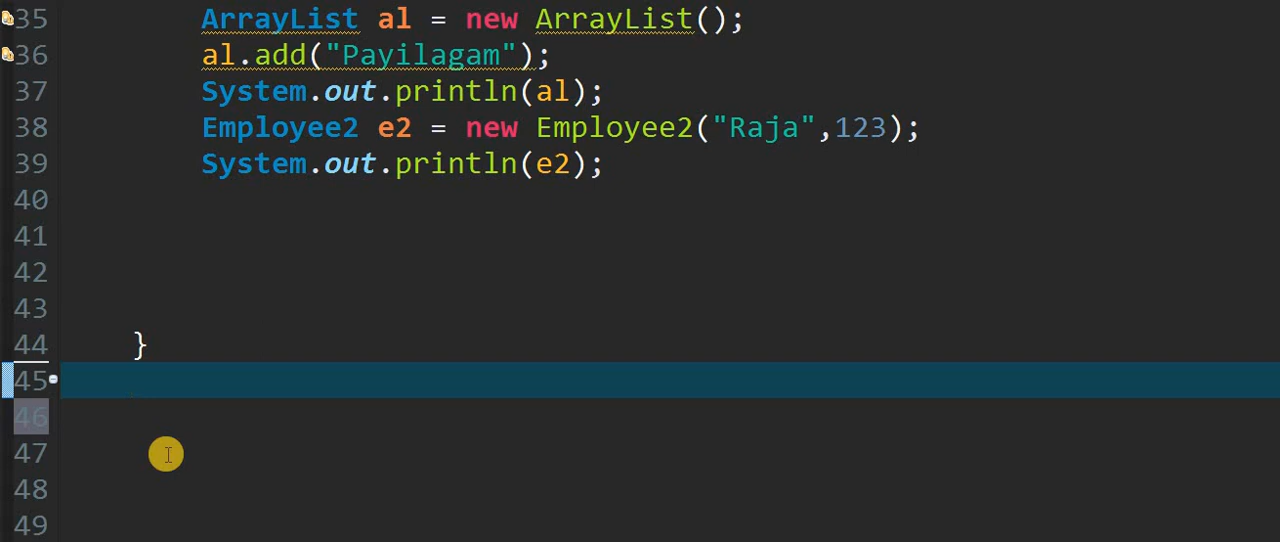 35 ArrayList al = new ArrayList();
36 al.add("Payilagam");
37 System.out.println(al);
38 Employee2 e2 = new Employee2("Raja",123);
39 System.out.println(e2);
40
41
42
43
44 }
45
46
47
48
49